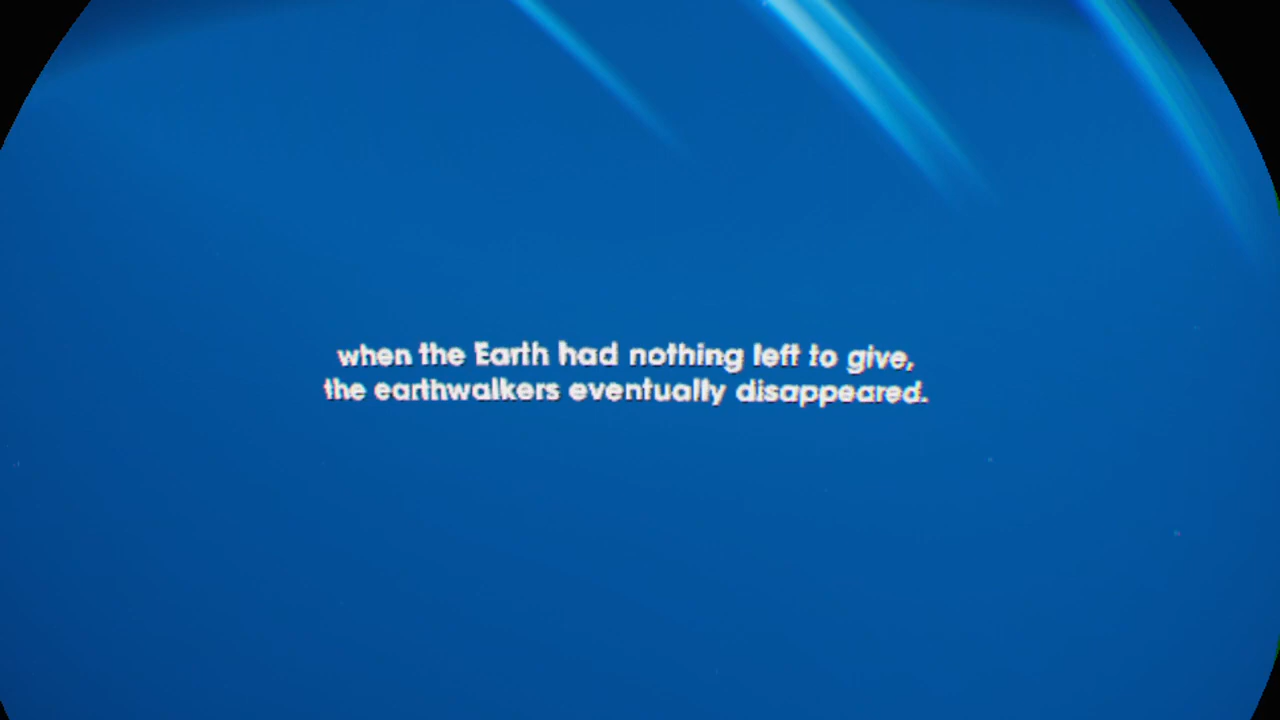 when the Earth had nothing left to give,
the earthwalkers eventually disappeared.